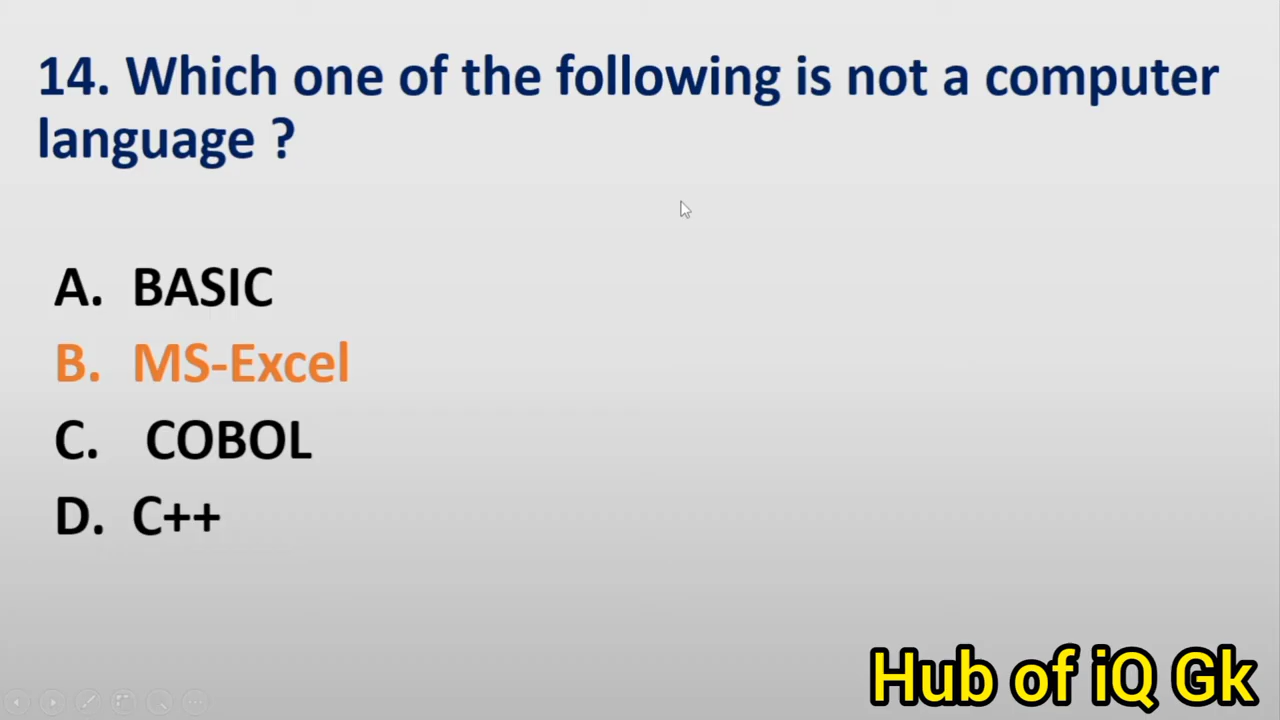 14. Which one of the following is not a computer
language ?
A. BASIC
B. MS-Excel
C. COBOL
D. C++
Hub of iQ Gk